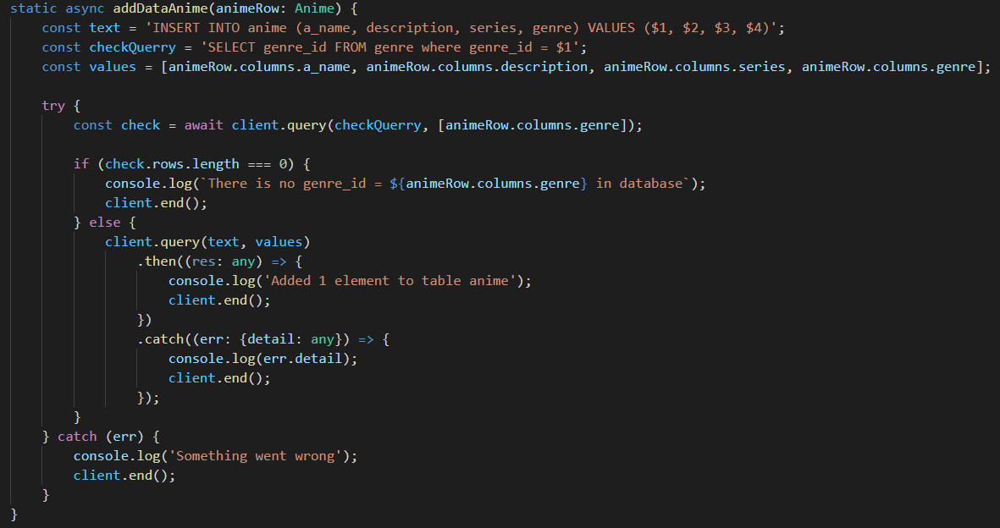 static async addDataAnime(animeRow: Anime) {
    const text = 'INSERT INTO anime (a_name, description, series, genre) VALUES ($1, $2, $3, $4)';
    const checkQuerry = 'SELECT genre_id FROM genre where genre_id = $1';
    const values = [animeRow.columns.a_name, animeRow.columns.description, animeRow.columns.series, animeRow.columns.genre];

    try {
        const check = await client.query(checkQuerry, [animeRow.columns.genre]);

        if (check.rows.length === 0) {
            console.log(`There is no genre_id = ${animeRow.columns.genre} in database`);
            client.end();
        } else {
            client.query(text, values)
                .then((res: any) => {
                    console.log('Added 1 element to table anime');
                    client.end();
                })
                .catch((err: {detail: any}) => {
                    console.log(err.detail);
                    client.end();
                });
        }
    } catch (err) {
        console.log('Something went wrong');
        client.end();
    }
}